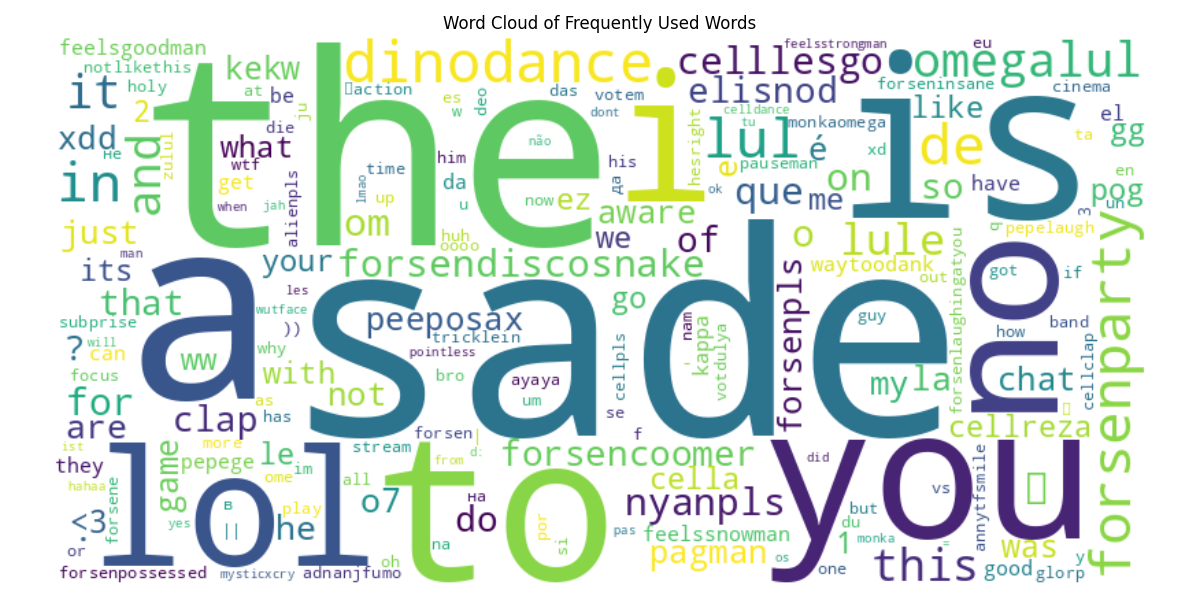 Word Cloud of Frequently Used Words
feelsgoodman
notlikethis
kekw
it
holy
at
be
2
the
dinodance
action
i
celllesgo
feelsstrongman
eu
omegalul
forseninsane
cinema
elisnod
is
like
el
gg
xdd
не
and
zulul
what
die
ju
wtf
get
in
when
jah
alienpls
time
lmao
up
om
him
da
u
es
w
deo
das
votem
dont
não
now
ez
his
да
huh
oooo
aware
we
of
hesright
celldance
tu
monkaomega
lul
é
xd
e
pauseman
ok
que
me
on
de
so
have
ta
en
pog
un
3
q
pepelaugh
just
man
its
your
forsendiscosnake
o
lule
waytoodank
out
forsenlaughingatyou
no
got
if
how
band
forsenparty
that
les
wutface
))
subprise
will
?
can
a
sade
peeposax
tricklein
pointless
go
nam
kappa
votdulya
forsenpls
guy
ww
why
focus
with
as
not
bro
ayaya
um
cellpls
my
la
chat
cellclap
for
are
clap
has
se
f
cellreza
ist
they
hahaa
game
more
pepege
le
im
stream
forsen
|
d:
from
forsencoomer
did
you
ome
all
o7
на
do
cella
nyanpls
vs
annytfsmile
<3
:
forsene
yes
lol
в
||
he
play
to
por
si
na
oh
pas
feelssnowman
pagman
os
but
du
1
monka
=
one
this
was
y
good
glorp
or
forsenpossessed
mysticxcry
adnanjfumo